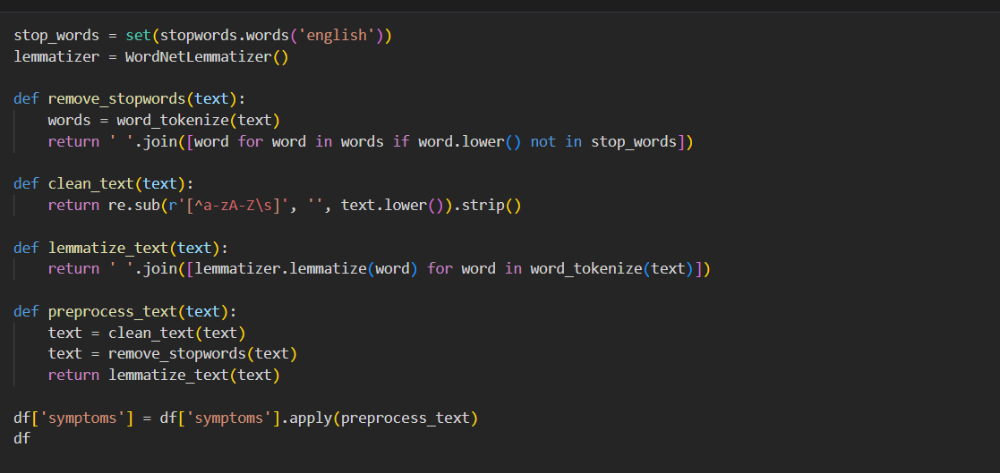 stop_words = set(stopwords.words('english'))
lemmatizer = WordNetLemmatizer()
def remove_stopwords(text):
    words = word_tokenize(text)
    return ' '.join([word for word in words if word.lower() not in stop_words])
def clean_text(text):
    return re.sub(r'[^a-zA-Z\s]', '', text.lower()).strip()
def lemmatize_text(text):
    return ' '.join([lemmatizer.lemmatize(word) for word in word_tokenize(text)])
def preprocess_text(text):
    text = clean_text(text)
    text = remove_stopwords(text)
    return lemmatize_text(text)
df['symptoms'] = df['symptoms'].apply(preprocess_text)
df